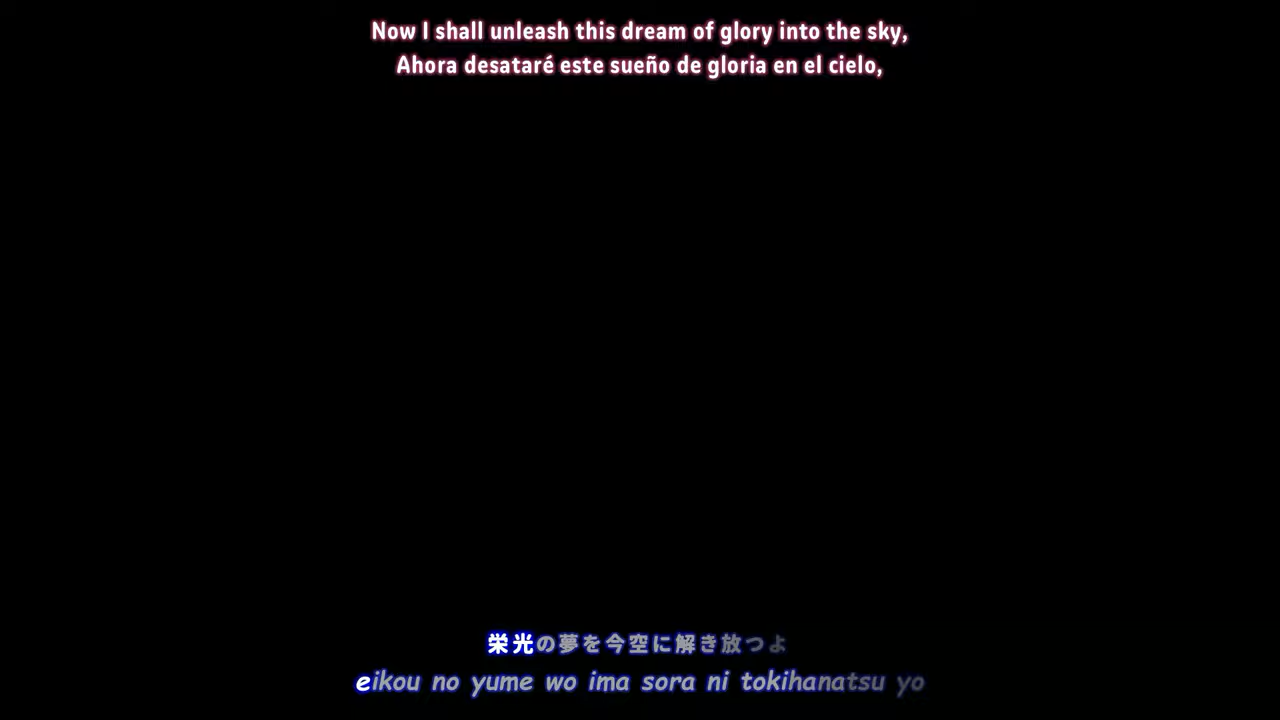 Now I shall unleash this dream of glory into the sky,
Ahora desataré este sueño de gloria en el cielo,
栄光の夢を今空に解き放つよ
eikou no yume wo ima sora ni tokihanatsu yo